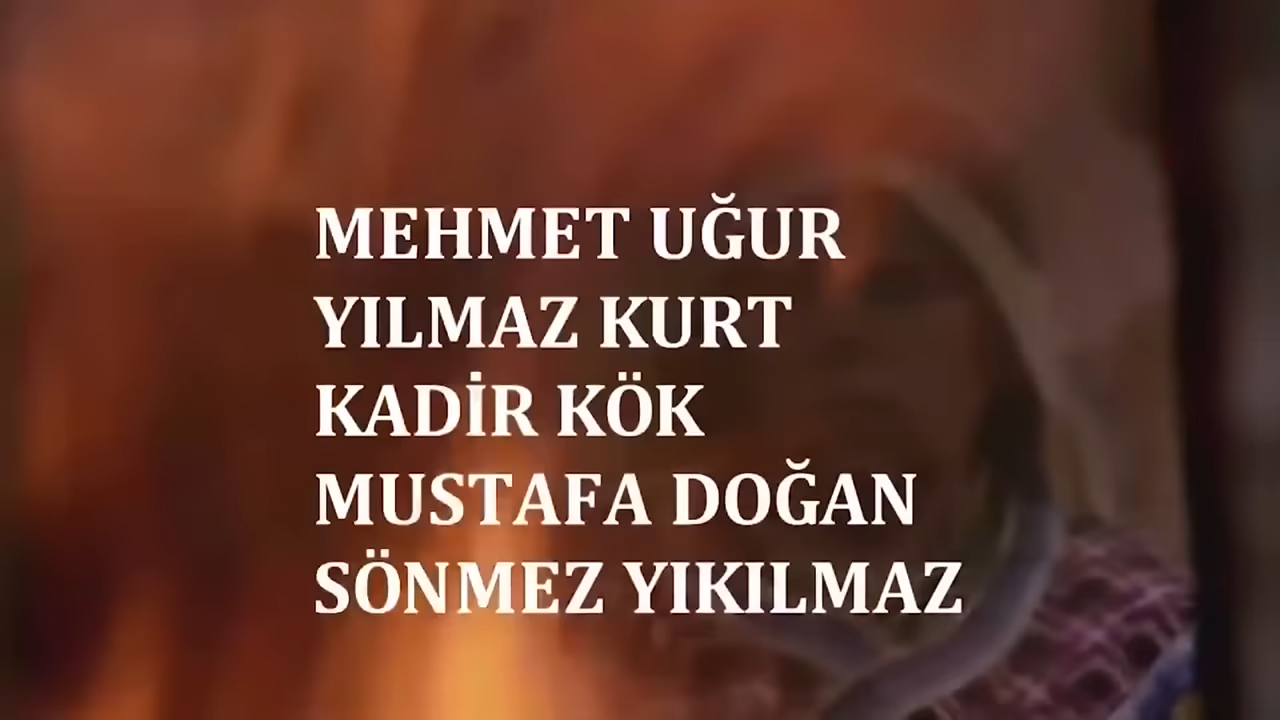 MEHMET UĞUR
YILMAZ KURT
KADİR KÖK
MUSTAFA DOĞAN
SÖNMEZ YIKILMAZ